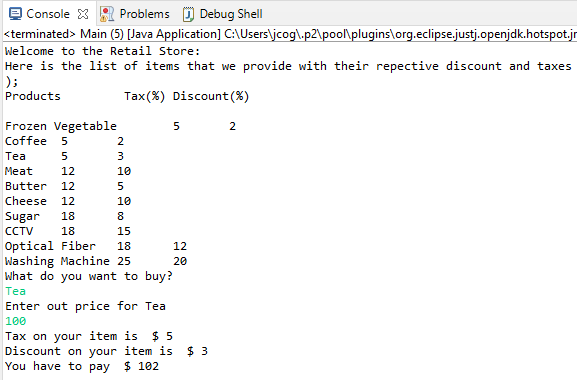 Console Problems Debug Shell
<terminated> Main (5) [Java Application] C:\Users\jcog\.p2\pool\plugins\org.eclipse.justj.openjdk.hotspot.jr
Welcome to the Retail Store:
Here is the list of items that we provide with their repective discount and taxes
);
Products Tax(%) Discount(%)
Frozen Vegetable 5 2
Coffee 5 2
Tea 5 3
Meat 12 10
Butter 12 5
Cheese 12 10
Sugar 18 8
CCTV 18 15
Optical Fiber 18 12
Washing Machine 25 20
What do you want to buy?
Tea
Enter out price for Tea
100
Tax on your item is $ 5
Discount on your item is $ 3
You have to pay $ 102